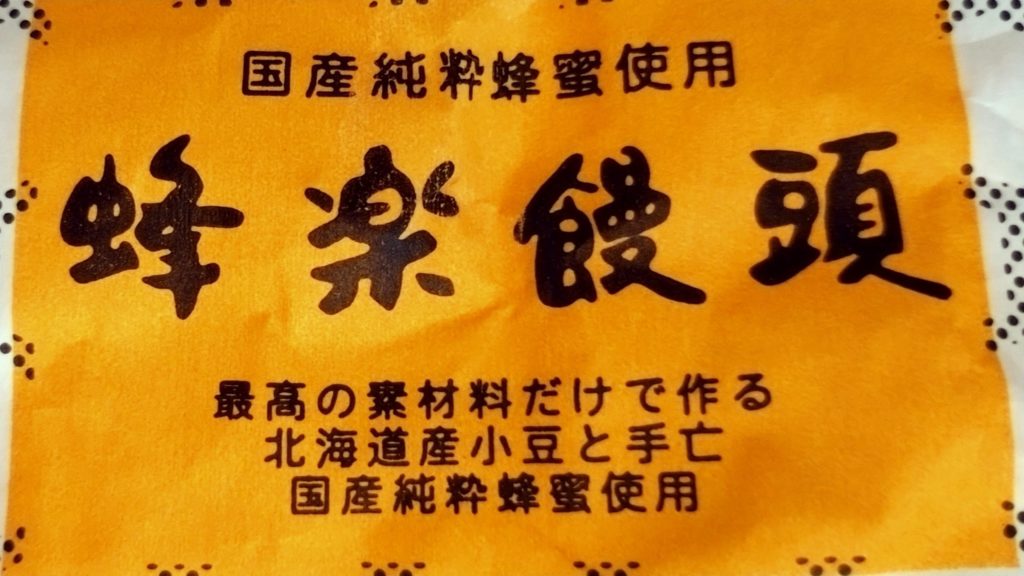 国産純粋蜂蜜使用
蜂楽饅頭
最高の素材料だけで作る
北海道産小豆と手亡
国産純粋蜂蜜使用